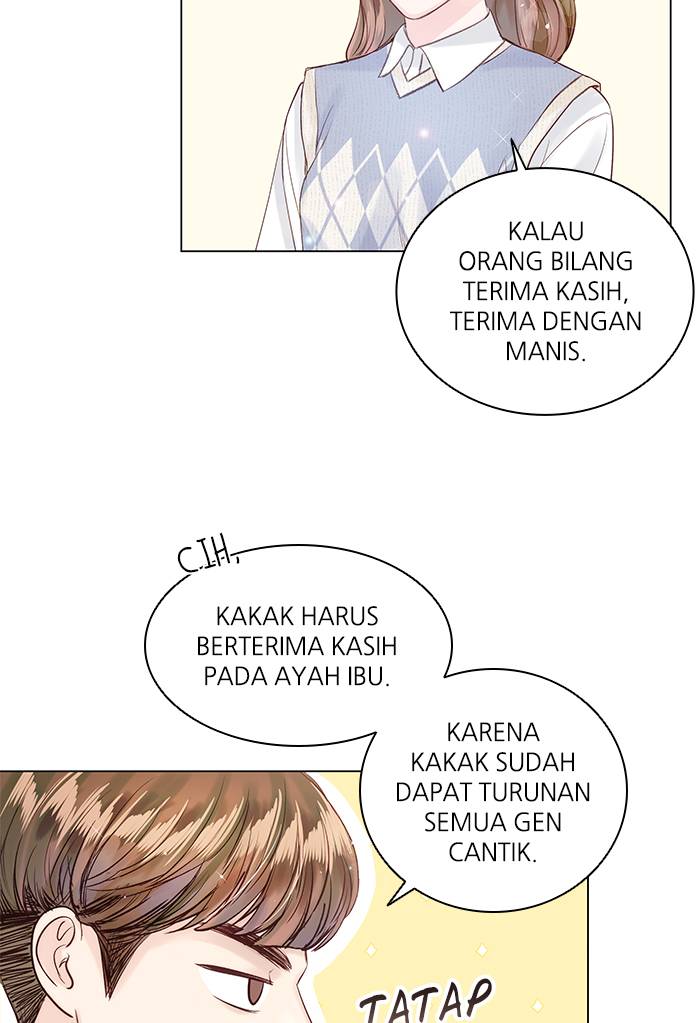 KALAU
ORANG BILANG
TERIMA KASIH,
TERIMA DENGAN
MANIS.
CIH,
KAKAK HARUS
BERTERIMA KASIH
PADA AYAH IBU.
KARENA
KAKAK SUDAH
DAPAT TURUNAN
SEMUA GEN
CANTIK.
TATAP